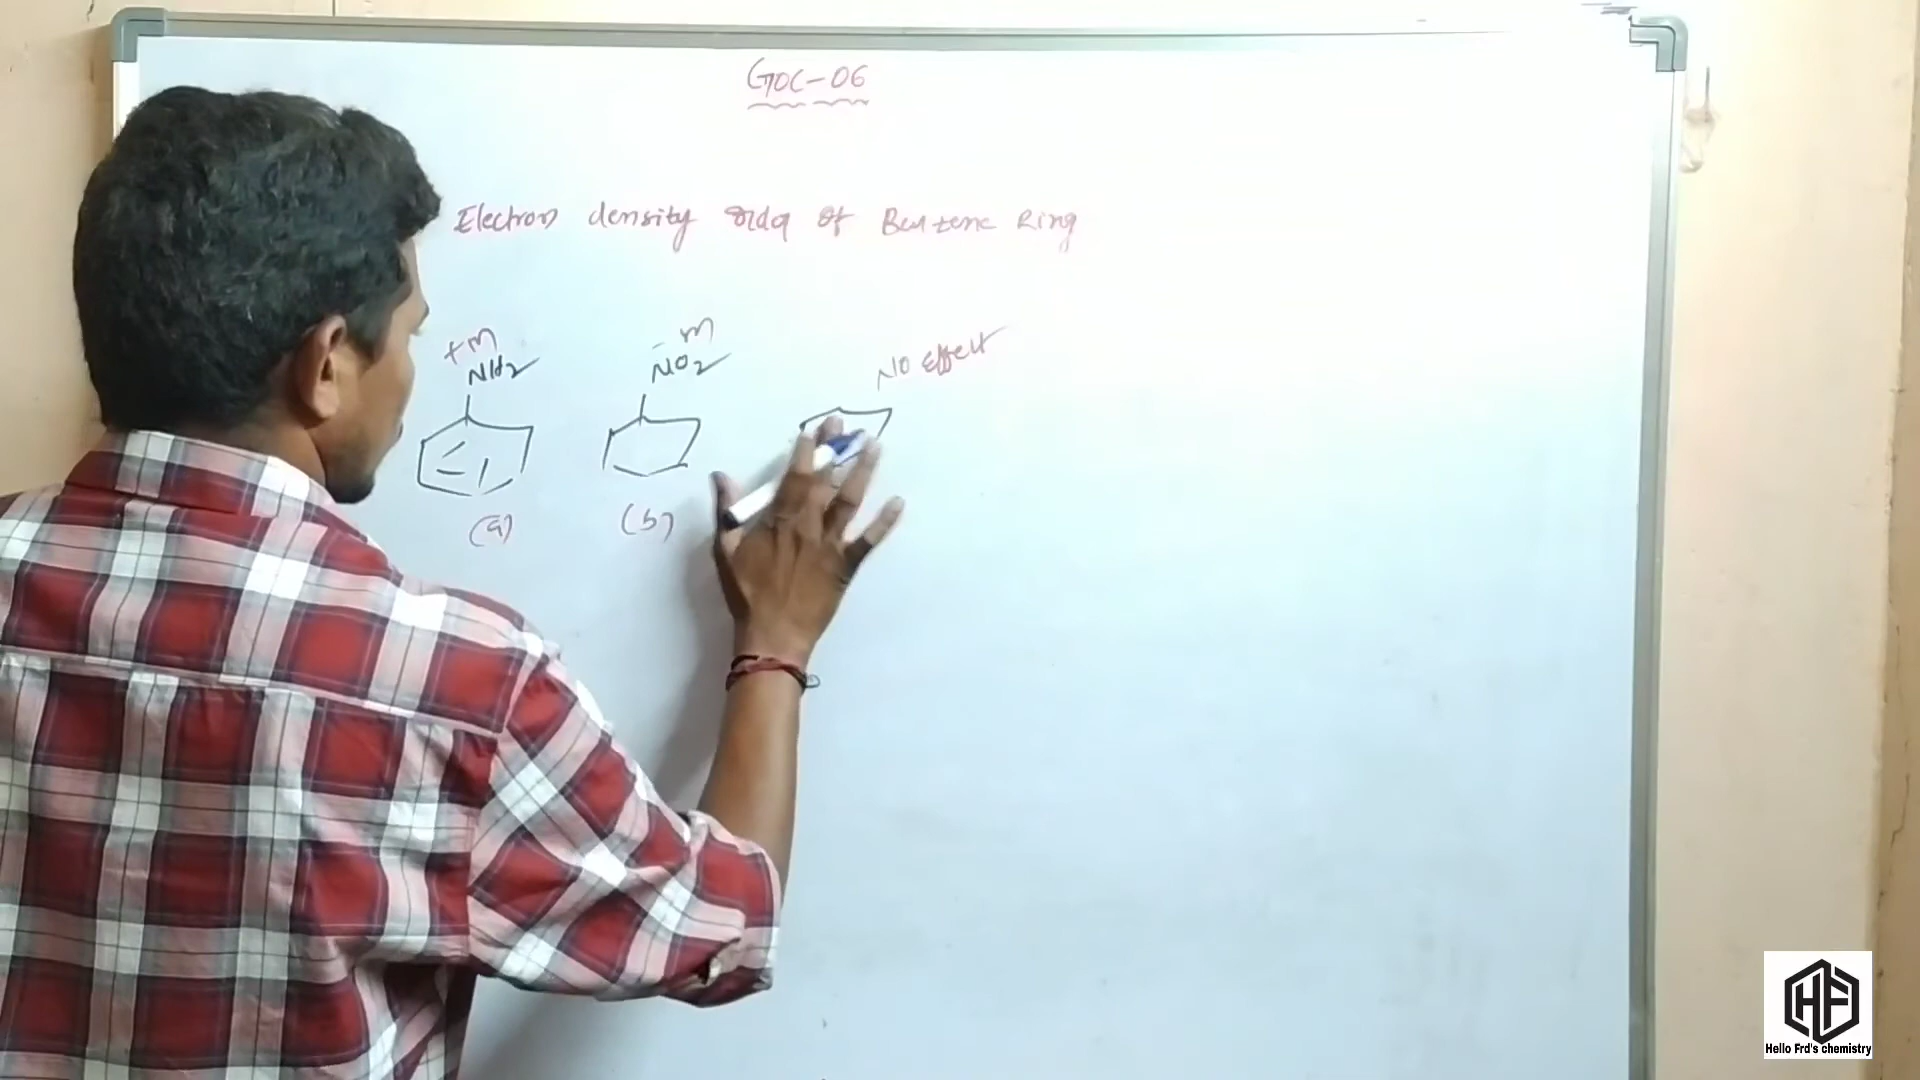 GOC-06
Electron density order of Benzene Ring
+m -m No Effect
NH2 NO2
(a) (b)
Hello Frd's chemistry